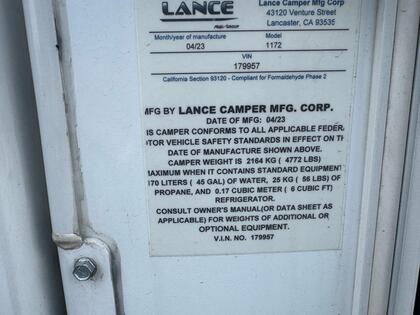 LANCE
Lance Camper Mfg Corp
43120 Venture Street
Lancaster, CA 93535
Month/year of manufacture Model
04/23 1172
VIN
179957
California Section 93120 - Compliant for Formaldehyde Phase 2
MFG BY LANCE CAMPER MFG. CORP.
DATE OF MFG: 04/23
IS CAMPER CONFORMS TO ALL APPLICABLE FEDER
OTOR VEHICLE SAFETY STANDARDS IN EFFECT ON TH
DATE OF MANUFACTURE SHOWN ABOVE.
CAMPER WEIGHT IS 2164 KG ( 4772 LBS)
MAXIMUM WHEN IT CONTAINS STANDARD EQUIPMENT
170 LITERS ( 45 GAL) OF WATER, 25 KG ( 56 LBS) OF
PROPANE, AND 0.17 CUBIC METER ( 6 CUBIC FT)
REFRIGERATOR.
CONSULT OWNER'S MANUAL(OR DATA SHEET AS
APPLICABLE) FOR WEIGHTS OF ADDITIONAL OR
OPTIONAL EQUIPMENT.
V.I.N. NO. 179957